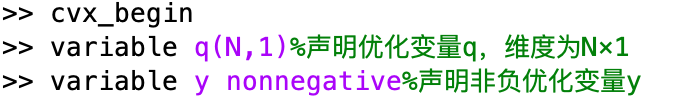 >> cvx_begin
>> variable q(N,1)%声明优化变量q，维度为N×1
>> variable y nonnegative%声明非负优化变量y